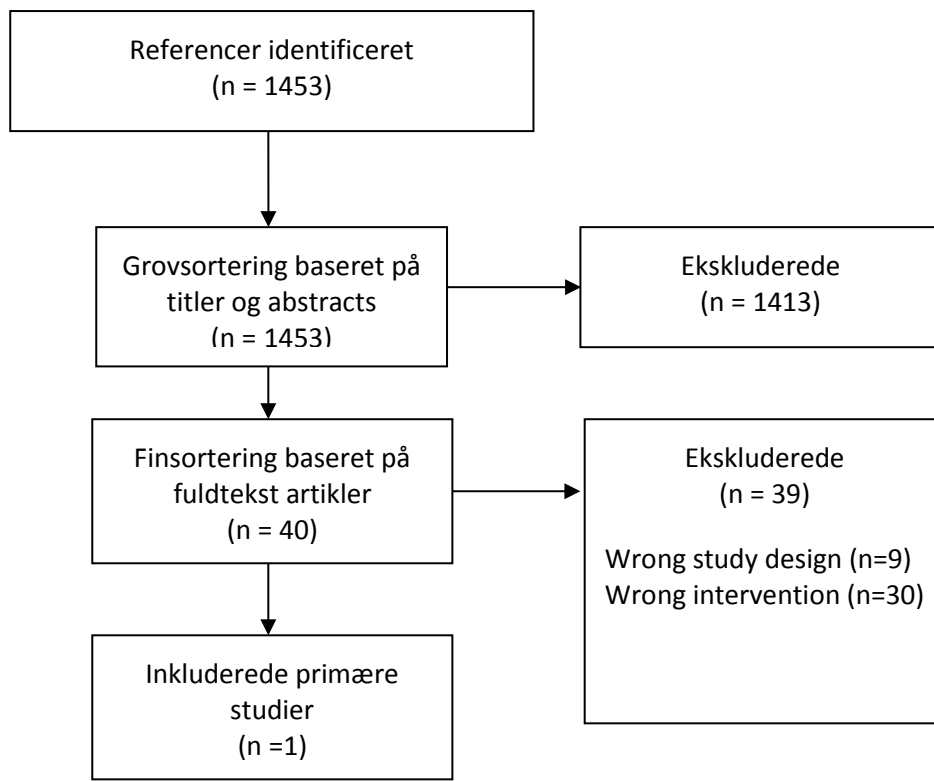 Referencer identificeret
(n = 1453)
Grovsortering baseret på
titler og abstracts
(n = 1453)
Ekskluderede
(n = 1413)
Finsortering baseret på
fuldtekst artikler
(n = 40)
Ekskluderede
(n = 39)
Wrong study design (n=9)
Wrong intervention (n=30)
Inkluderede primære
studier
(n =1)